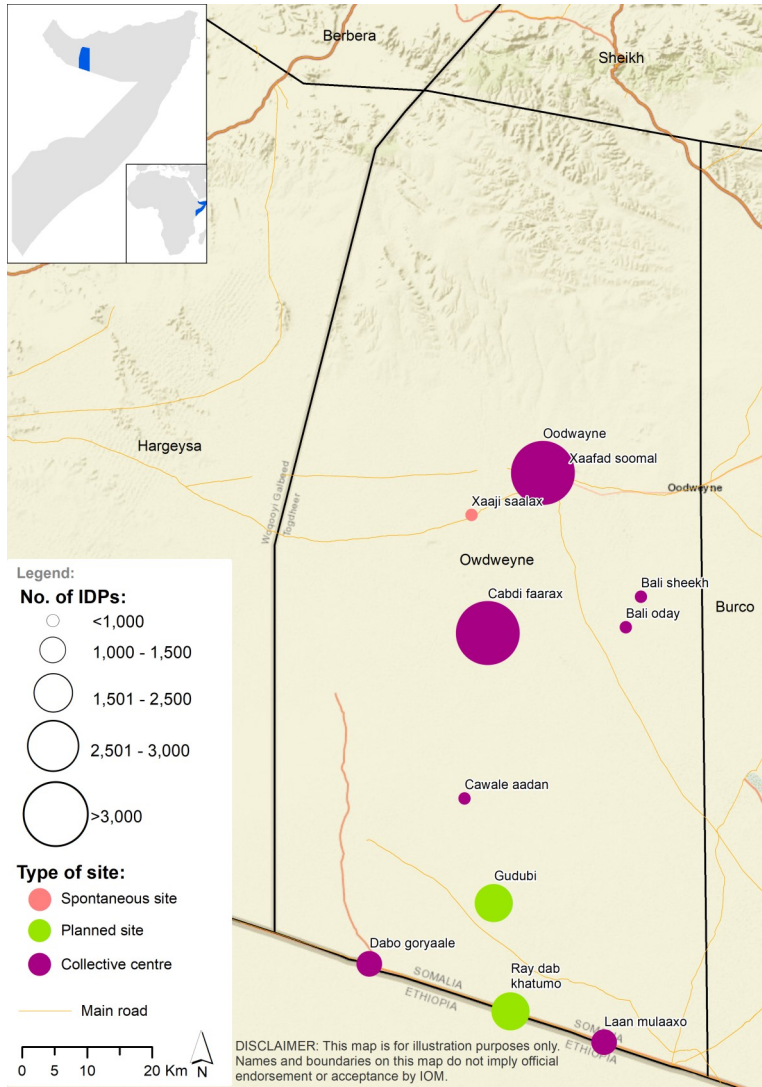 Berbera
Sheikh
Hargeysa
Woqooyi Galbeed
Togdheer
Oodwayne
Xaafad soomal
Oodweyne
Xaaji saalax
Owdweyne
Cabdi faarax
Bali sheekh
Bali oday
Burco
Cawale aadan
Gudubi
Dabo goryaale
SOMALIA
ETHIOPIA
Ray dab
khatumo
SOMALIA
ETHIOPIA
Laan mulaaxo
Legend:
No. of IDPs:
<1,000
1,000 - 1,500
1,501 - 2,500
2,501 - 3,000
>3,000
Type of site:
Spontaneous site
Planned site
Collective centre
Main road
0 5 10 20 Km
N
DISCLAIMER: This map is for illustration purposes only.
Names and boundaries on this map do not imply official
endorsement or acceptance by IOM.